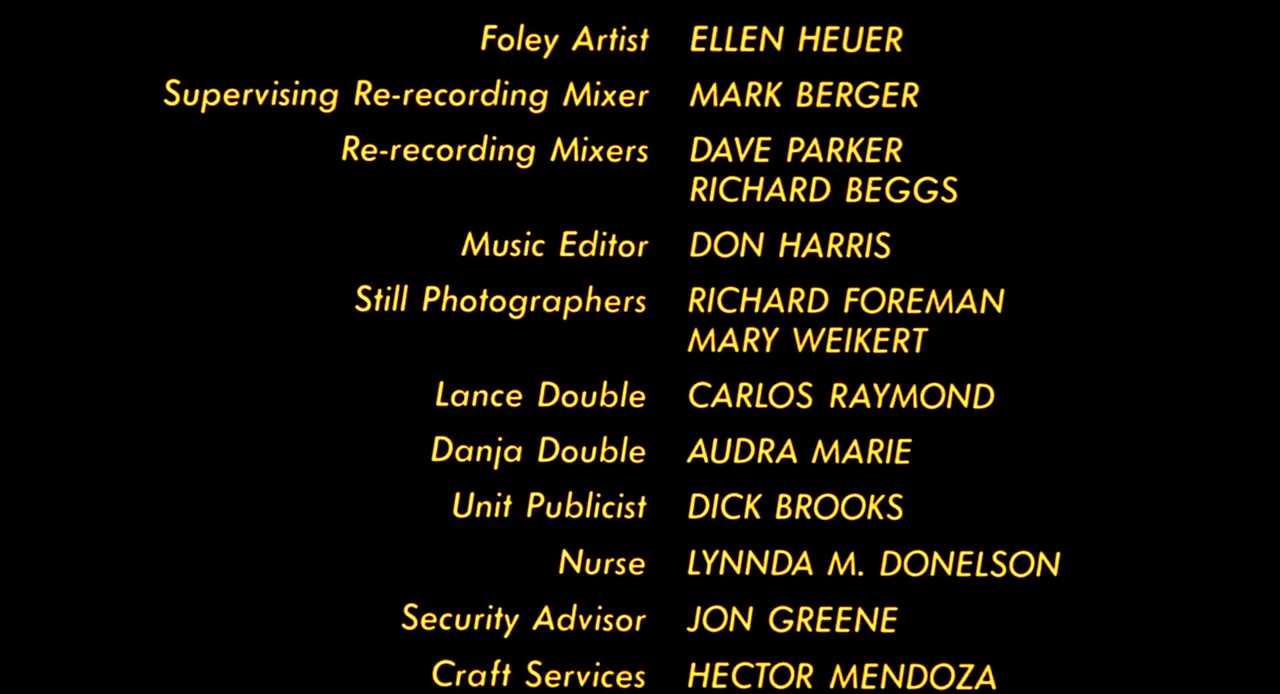 Foley Artist ELLEN HEUER
Supervising Re-recording Mixer MARK BERGER
Re-recording Mixers DAVE PARKER
RICHARD BEGGS
Music Editor DON HARRIS
Still Photographers RICHARD FOREMAN
MARY WEIKERT
Lance Double CARLOS RAYMOND
Danja Double AUDRA MARIE
Unit Publicist DICK BROOKS
Nurse LYNNDA M. DONELSON
Security Advisor JON GREENE
Craft Services HECTOR MENDOZA